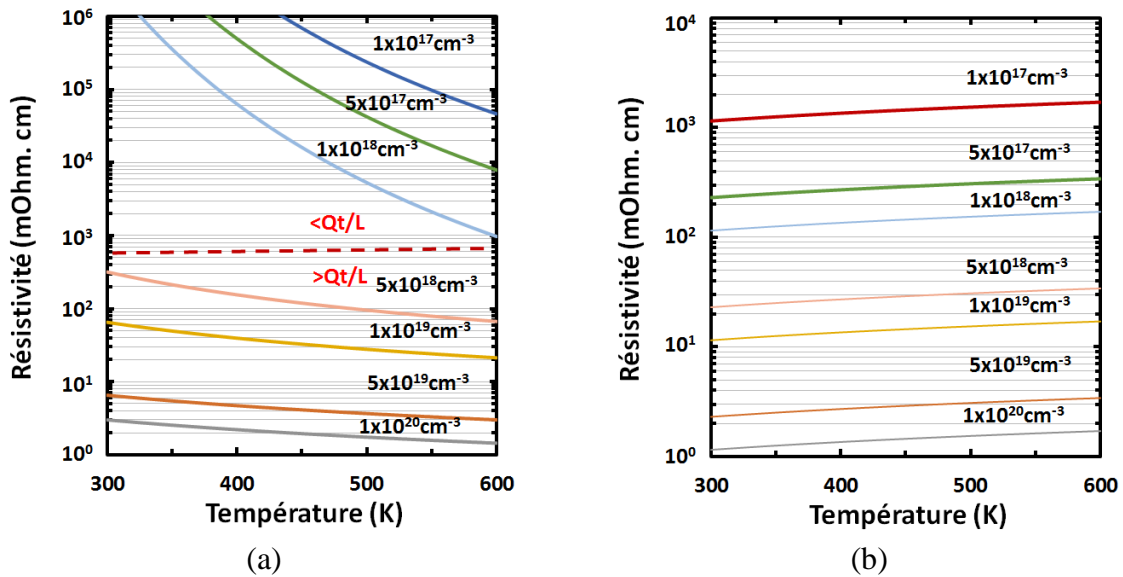 Résistivité (mOhm. cm)
10⁶
10⁵
10⁴
10³
10²
10¹
10⁰
1x10¹⁷cm⁻³
5x10¹⁷cm⁻³
1x10¹⁸cm⁻³
<Qt/L
>Qt/L
5x10¹⁸cm⁻³
1x10¹⁹cm⁻³
5x10¹⁹cm⁻³
1x10²⁰cm⁻³
300 400 500 600
Température (K)
(a)
Résistivité (mOhm. cm)
10⁴
10³
10²
10¹
10⁰
1x10¹⁷cm⁻³
5x10¹⁷cm⁻³
1x10¹⁸cm⁻³
5x10¹⁸cm⁻³
1x10¹⁹cm⁻³
5x10¹⁹cm⁻³
1x10²⁰cm⁻³
300 400 500 600
Température (K)
(b)